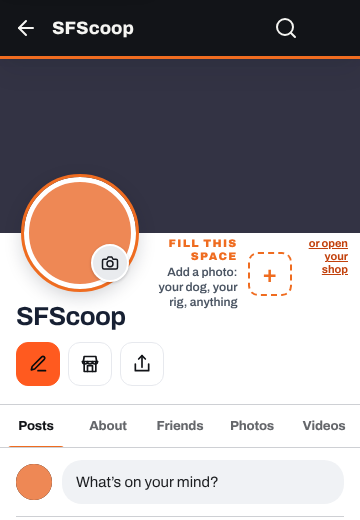 SFScoop
FILL THIS
SPACE
Add a photo:
your dog, your
rig, anything
or open
your
shop
SFScoop
Posts About Friends Photos Videos
What's on your mind?